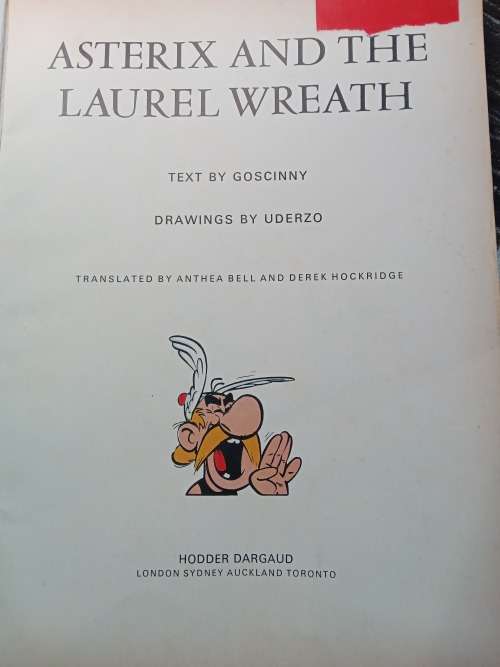 ASTERIX AND THE
LAUREL WREATH
TEXT BY GOSCINNY
DRAWINGS BY UDERZO
TRANSLATED BY ANTHEA BELL AND DEREK HOCKRIDGE
HODDER DARGAUD
LONDON SYDNEY AUCKLAND TORONTO